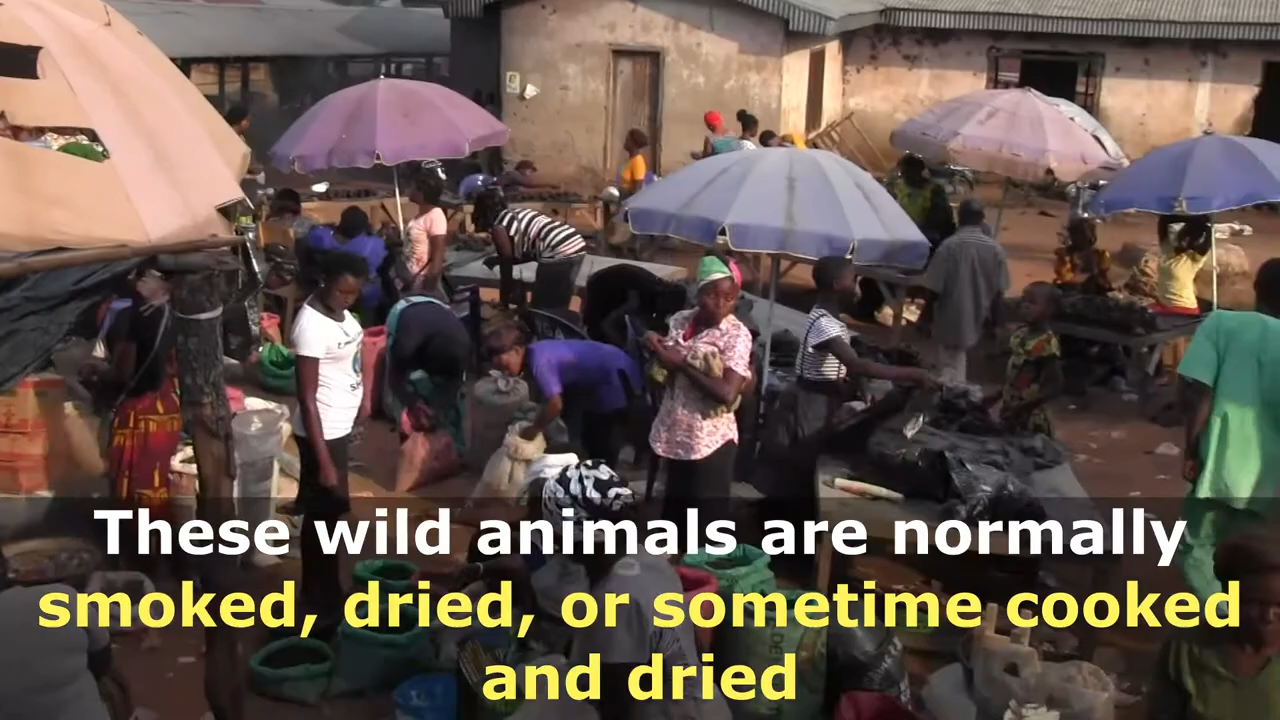 These wild animals are normally
smoked, dried, or sometime cooked
and dried